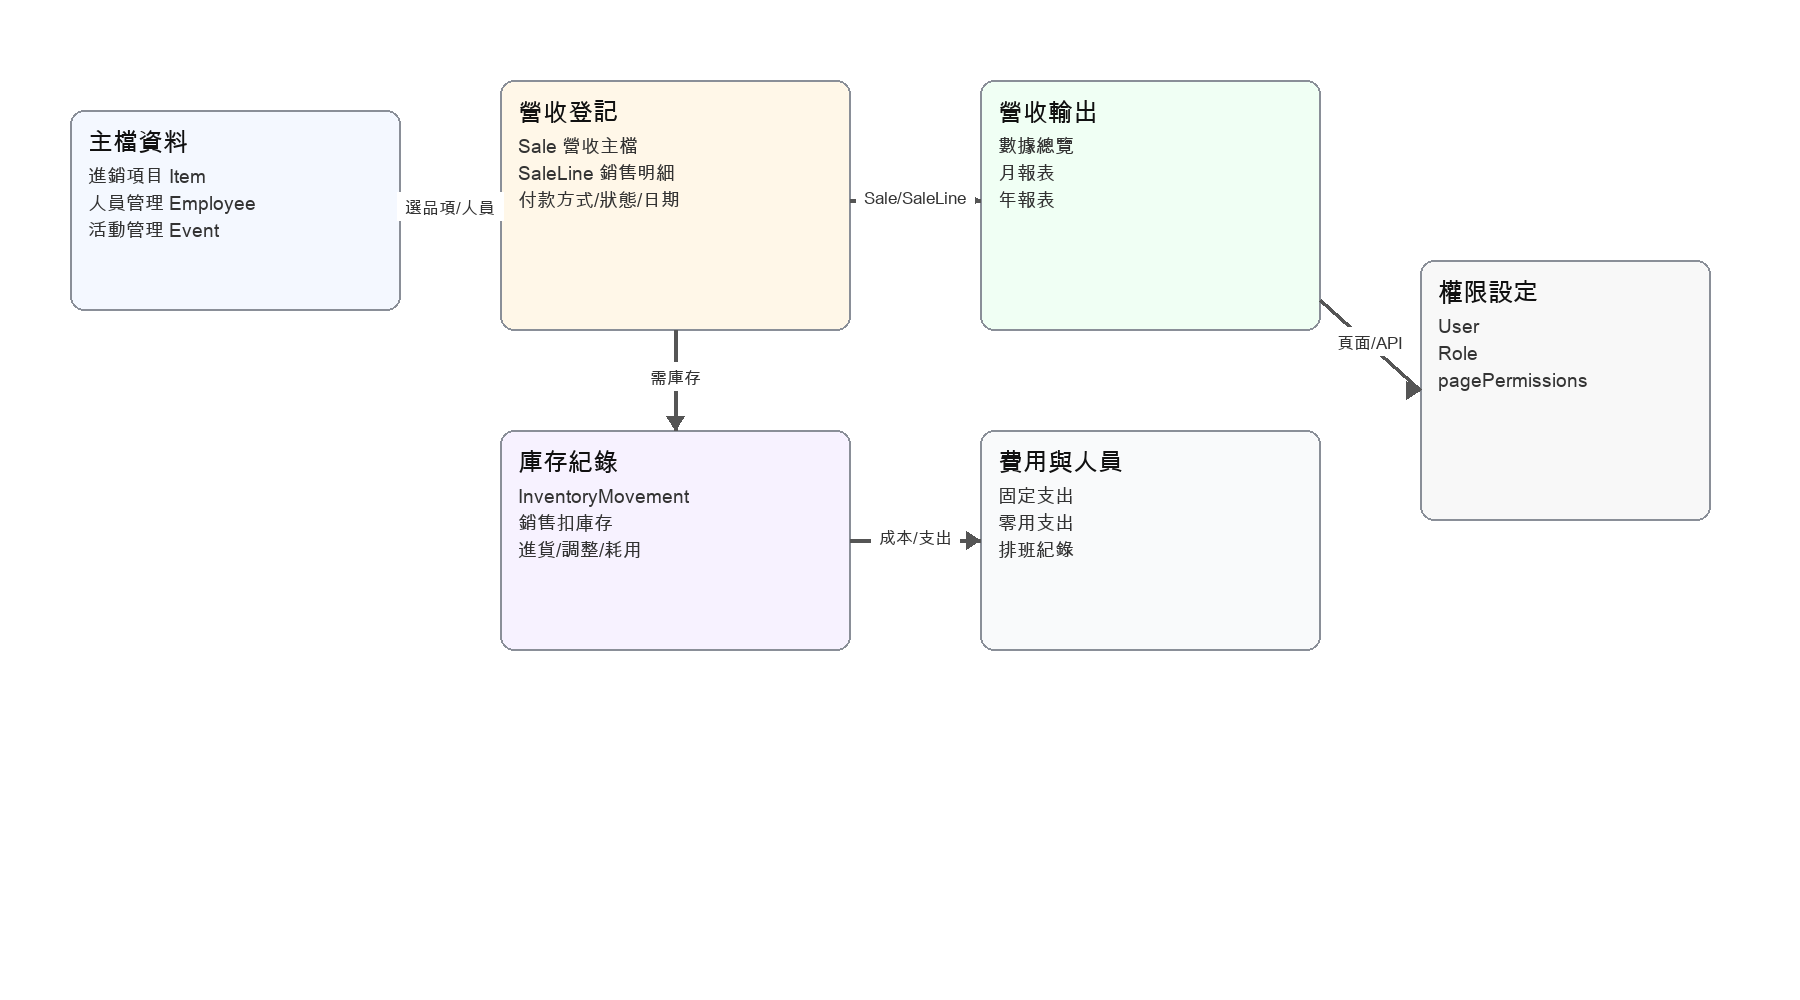 主檔資料
進銷項目 Item
人員管理 Employee
活動管理 Event
選品項/人員
營收登記
Sale 營收主檔
SaleLine 銷售明細
付款方式/狀態/日期
Sale/SaleLine
營收輸出
數據總覽
月報表
年報表
頁面/API
權限設定
User
Role
pagePermissions
需庫存
庫存紀錄
InventoryMovement
銷售扣庫存
進貨/調整/耗用
成本/支出
費用與人員
固定支出
零用支出
排班紀錄